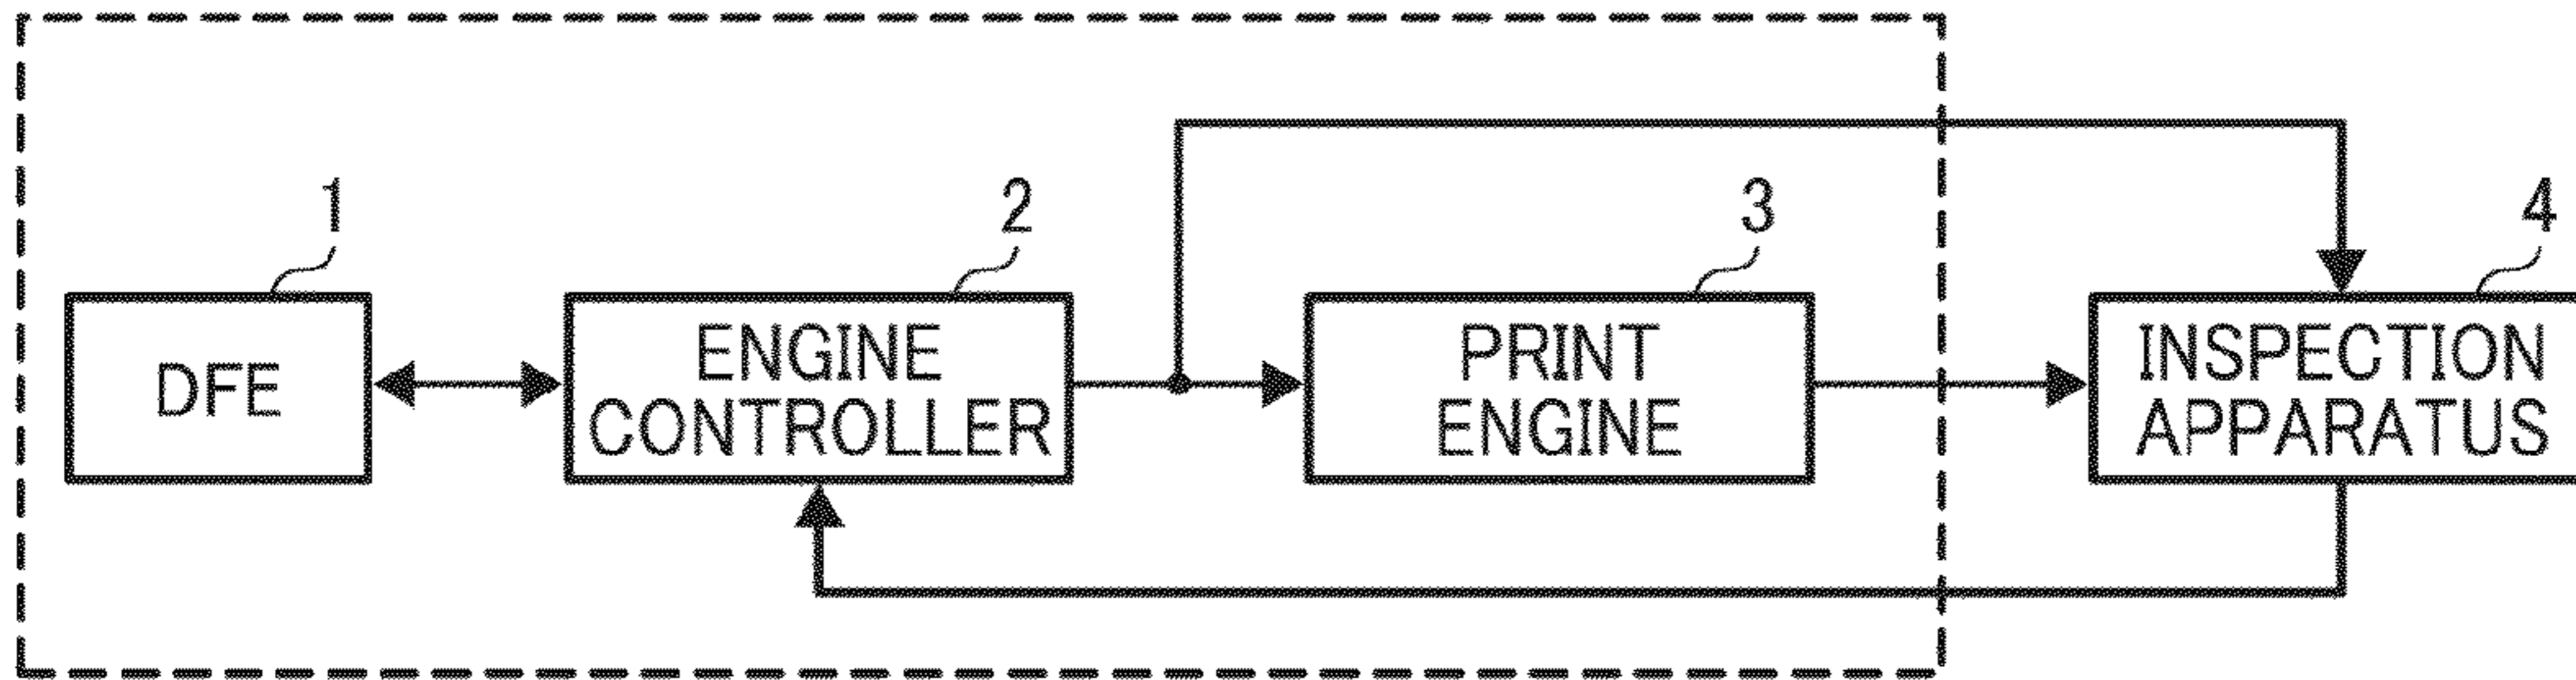 1
2
3
4
DFE
ENGINE
CONTROLLER
PRINT
ENGINE
INSPECTION
APPARATUS